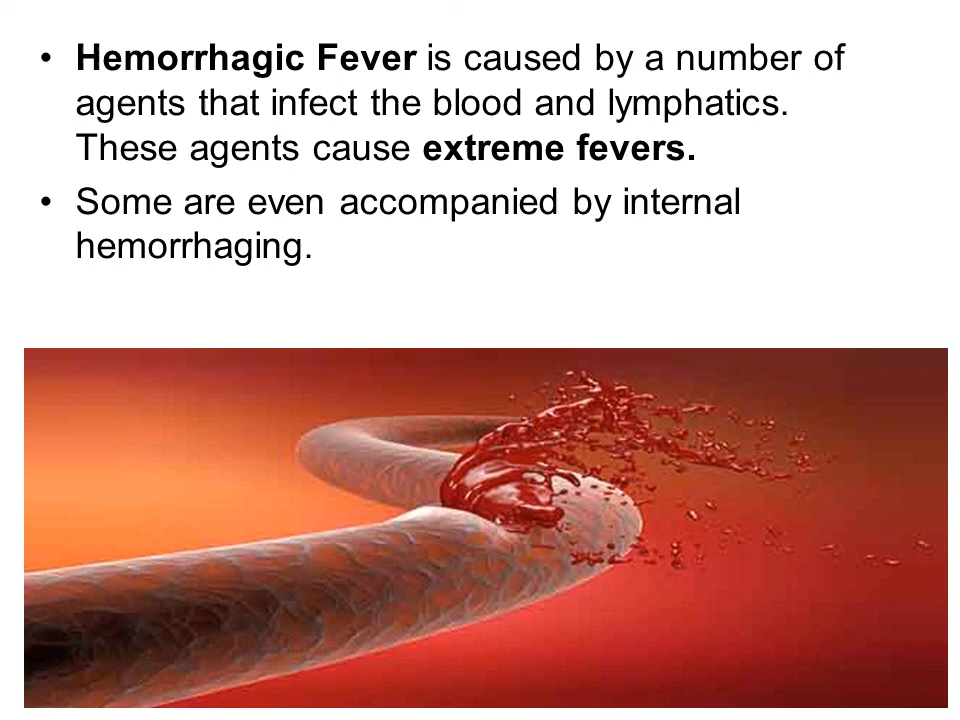 • Hemorrhagic Fever is caused by a number of
agents that infect the blood and lymphatics.
These agents cause extreme fevers.
• Some are even accompanied by internal
hemorrhaging.